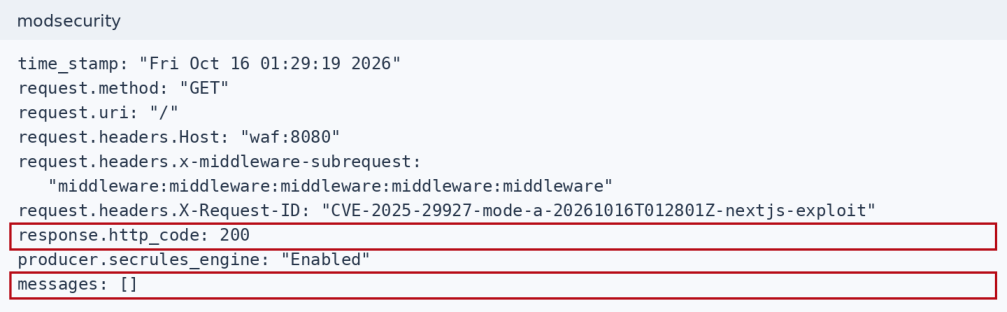 modsecurity
time_stamp: "Fri Oct 16 01:29:19 2026"
request.method: "GET"
request.uri: "/"
request.headers.Host: "waf:8080"
request.headers.x-middleware-subrequest:
"middleware:middleware:middleware:middleware:middleware"
request.headers.X-Request-ID: "CVE-2025-29927-mode-a-20261016T012801Z-nextjs-exploit"
response.http_code: 200
producer.secrules_engine: "Enabled"
messages: []